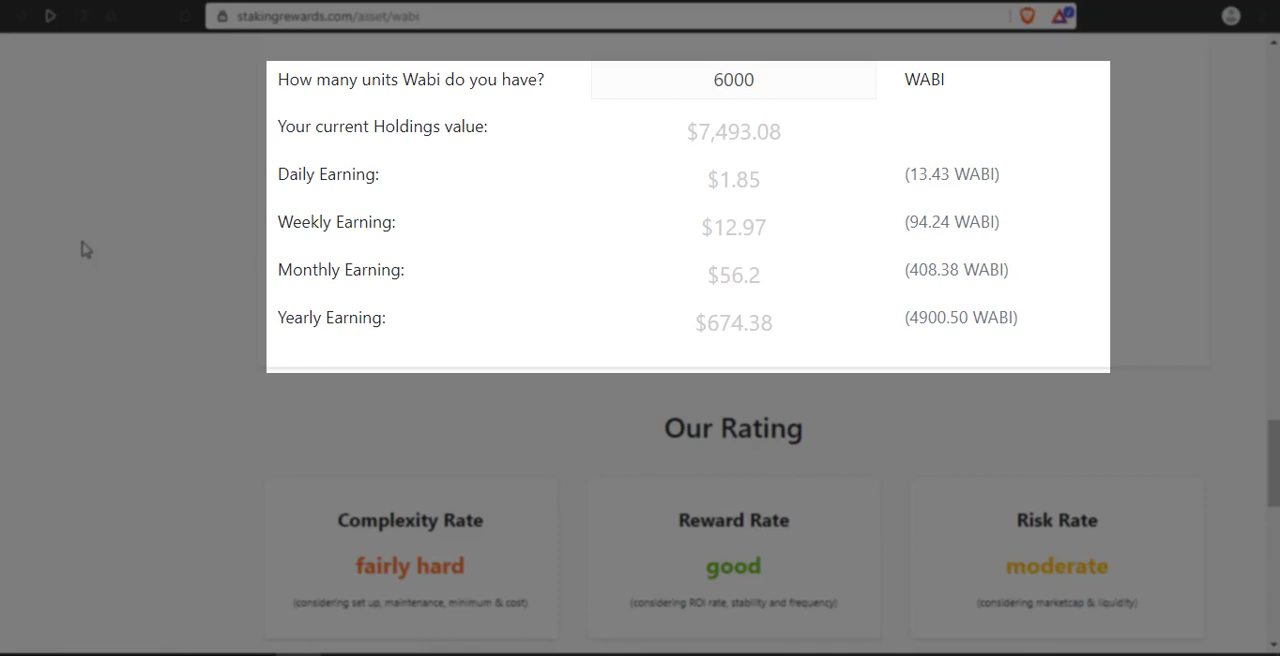 stakingrewards.com/asset/wabi
How many units Wabi do you have? 6000 WABI
Your current Holdings value: $7,493.08
Daily Earning: $1.85 (13.43 WABI)
Weekly Earning: $12.97 (94.24 WABI)
Monthly Earning: $56.2 (408.38 WABI)
Yearly Earning: $674.38 (4900.50 WABI)
Our Rating
Complexity Rate Reward Rate Risk Rate
fairly hard good moderate
(considering set up, maintenance, minimum & cost) (considering ROI rate, stability and frequency) (considering marketcap & liquidity)